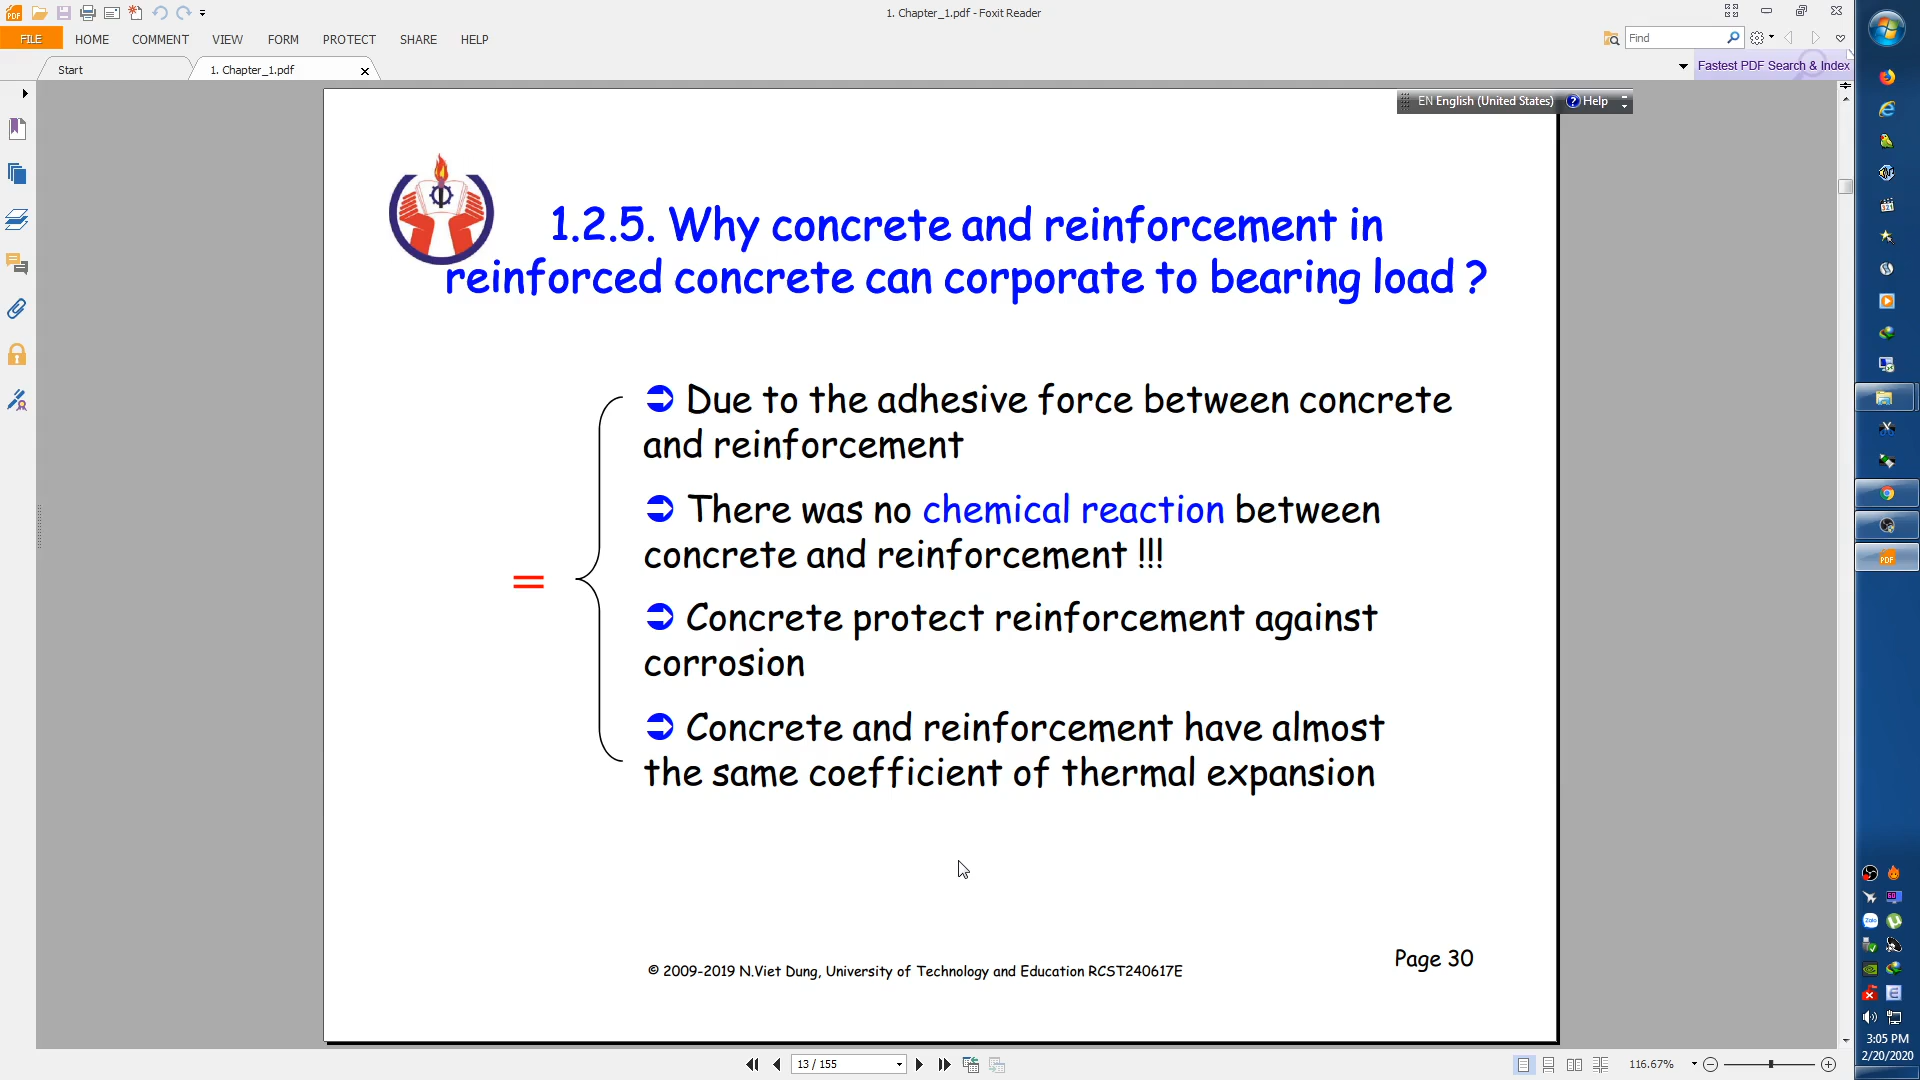 1. Chapter_1.pdf - Foxit Reader
FILE HOME COMMENT VIEW FORM PROTECT SHARE HELP
Find
Start
1. Chapter_1.pdf
Fastest PDF Search & Index
EN English (United States) Help
1.2.5. Why concrete and reinforcement in
reinforced concrete can corporate to bearing load ?
Due to the adhesive force between concrete
and reinforcement
There was no chemical reaction between
concrete and reinforcement !!!
=
Concrete protect reinforcement against
corrosion
Concrete and reinforcement have almost
the same coefficient of thermal expansion
Page 30
© 2009-2019 N.Viet Dung, University of Technology and Education RCST240617E
13 / 155
116.67%
3:05 PM
2/20/2020